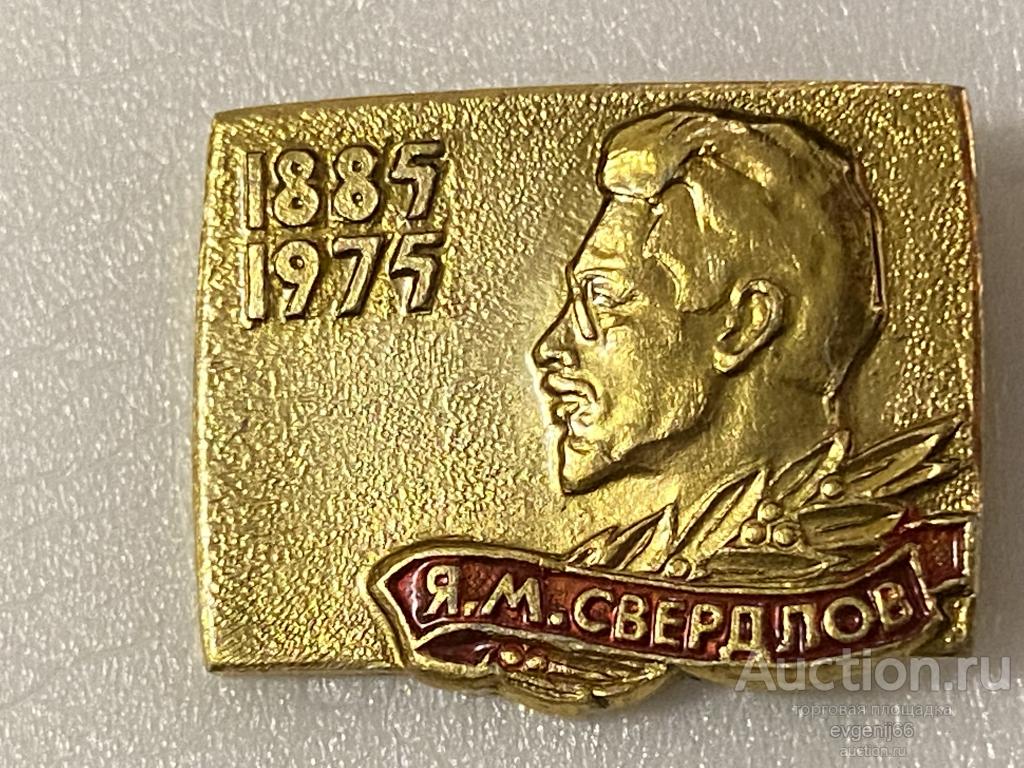 1885
1975
Я.М.СВЕРДЛОВ
Auction.ru
торговая площадка
evgenij66
auction.ru